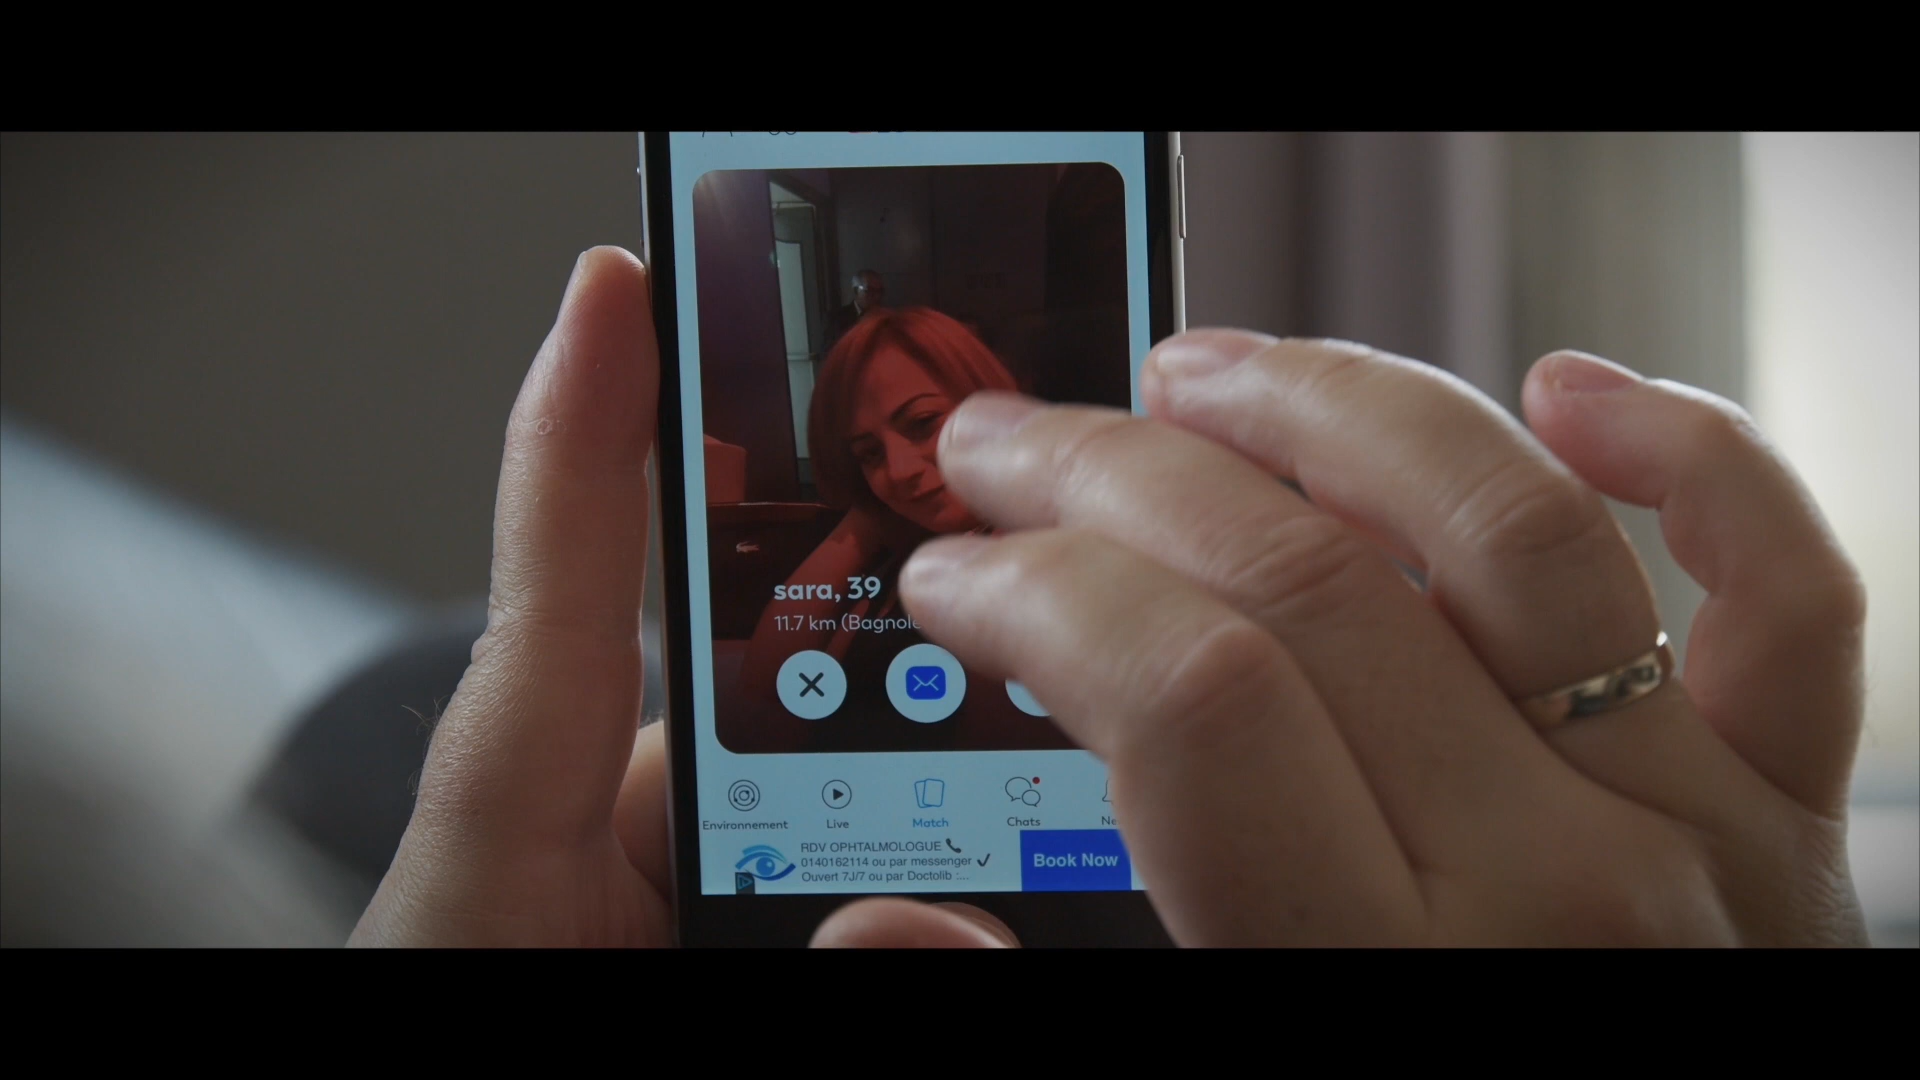 sara, 39
11.7 km (Bagnole
Environnement
Live
Match
Chats
Ne
RDV OPHTALMOLOGUE
0140162114 ou par messenger ✔
Ouvert 7J/7 ou par Doctolib :...
Book Now